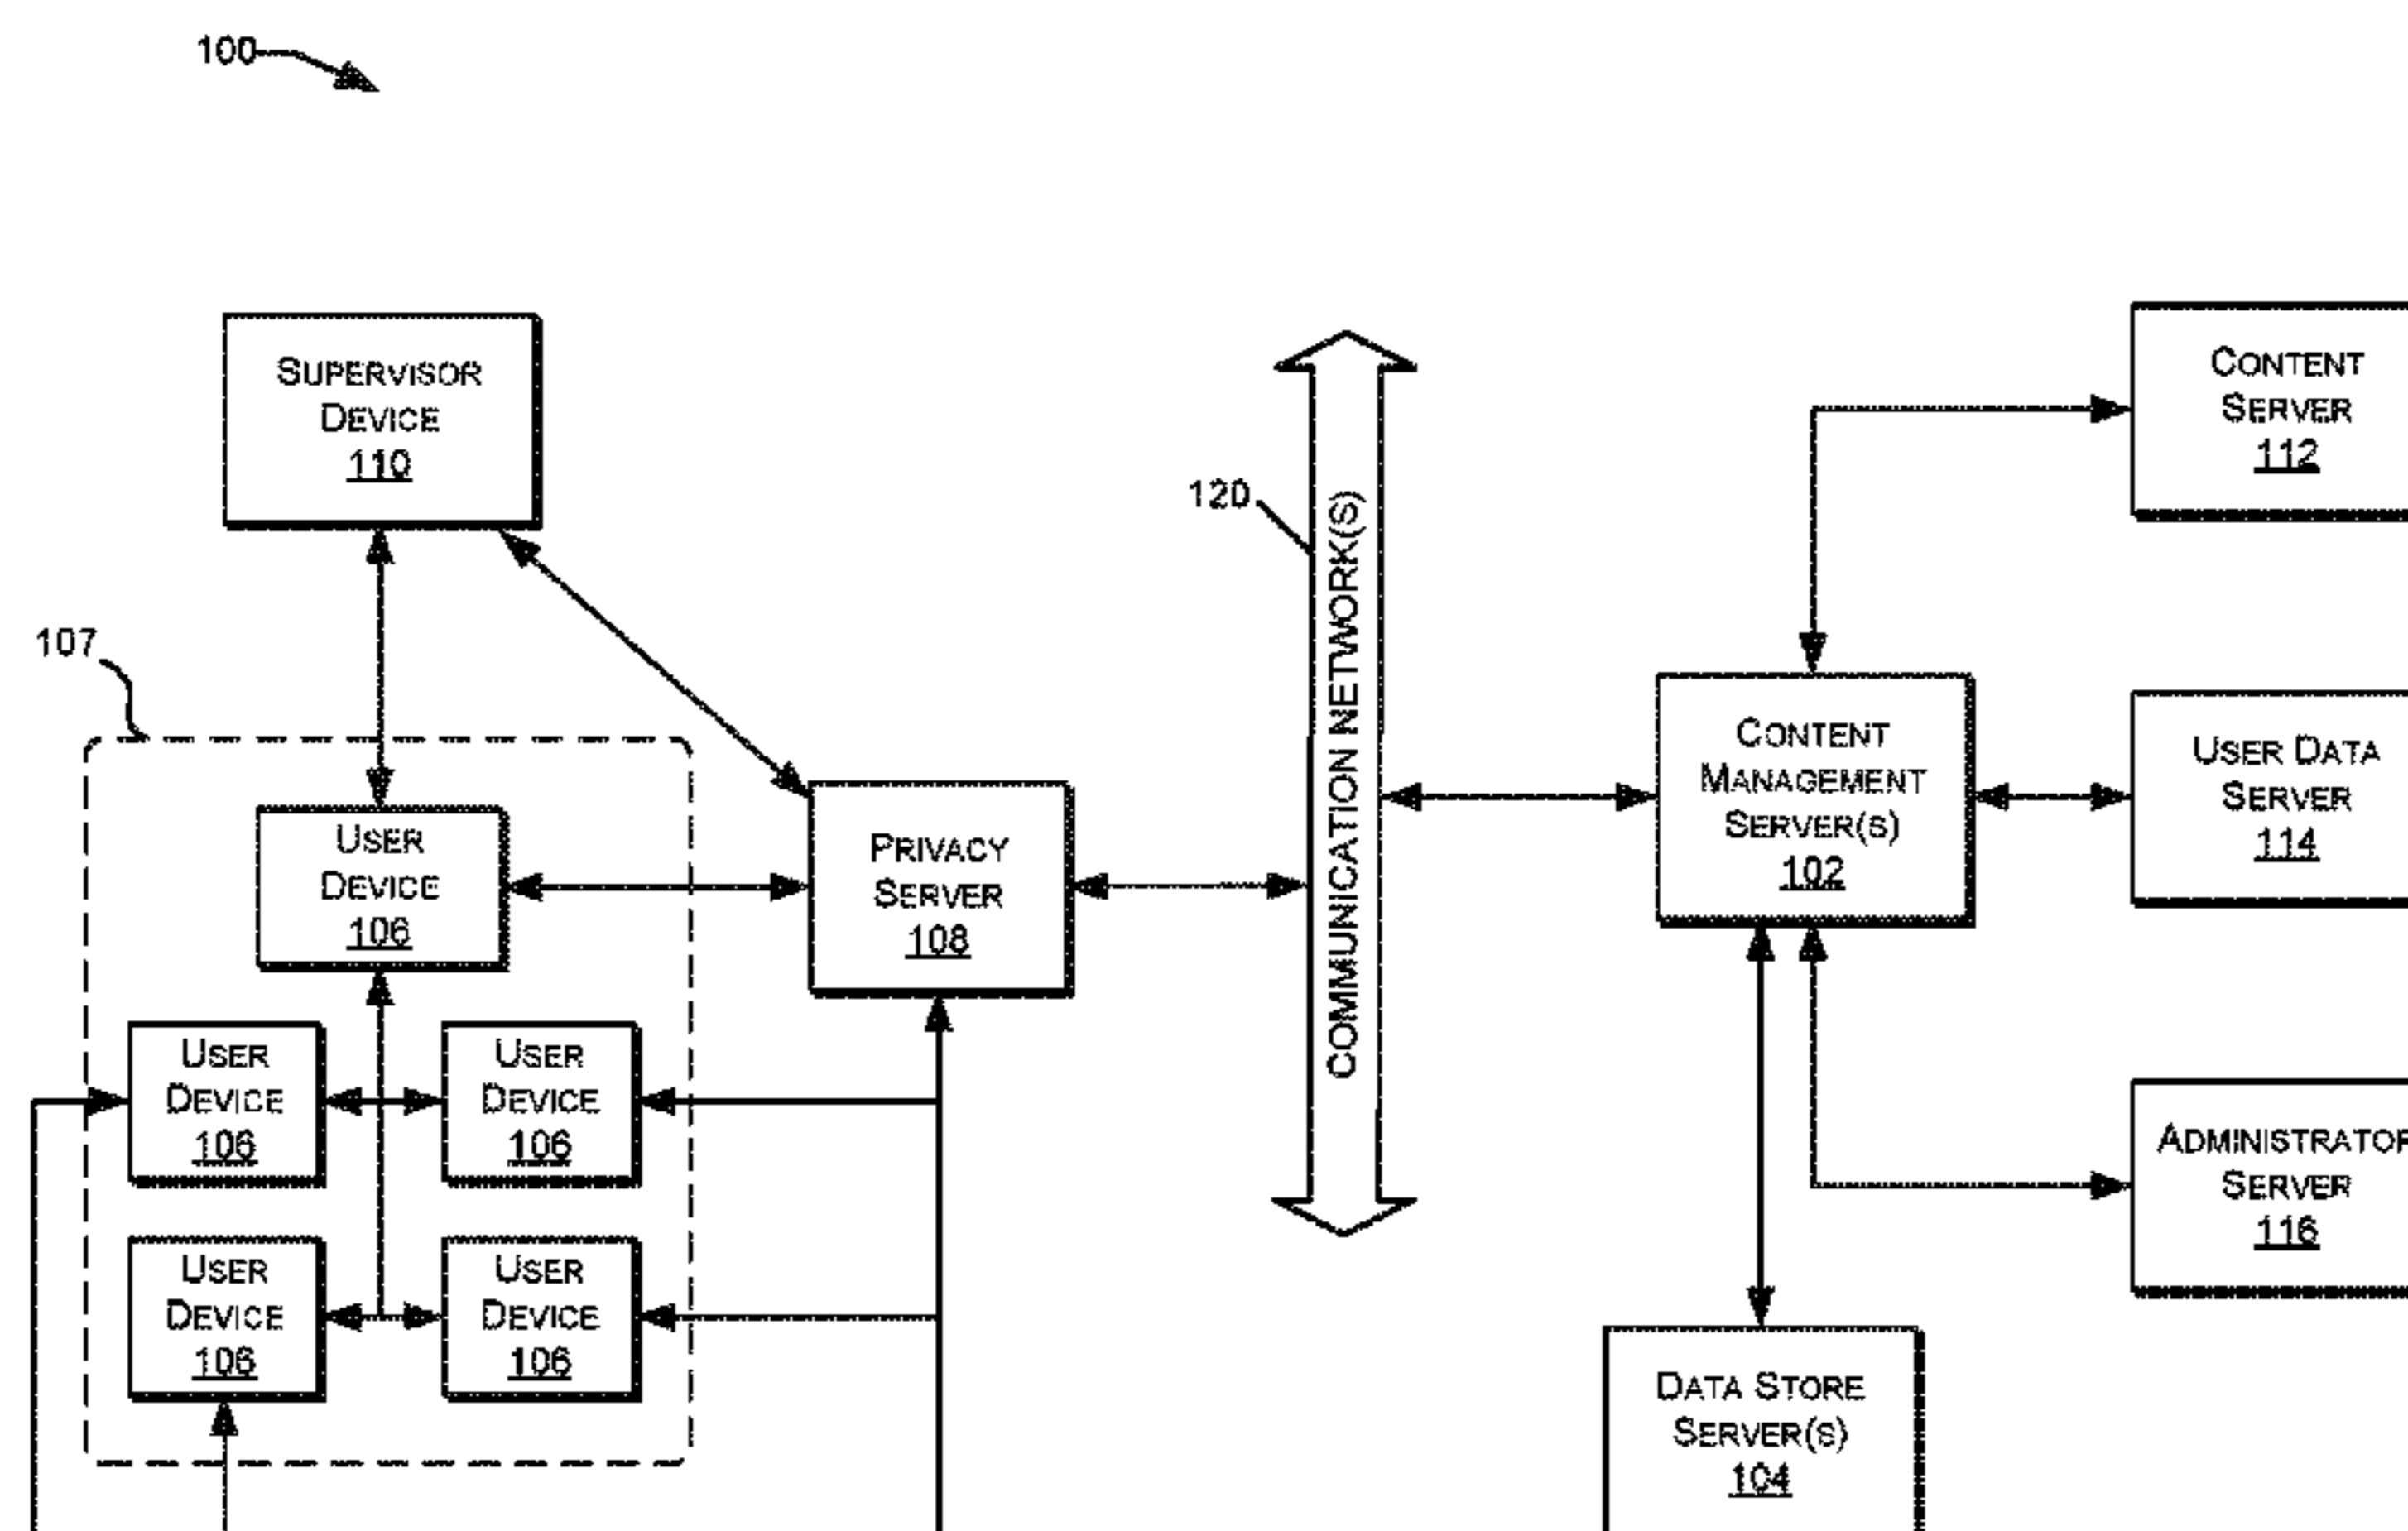 100
SUPERVISOR
DEVICE
110
107
USER
DEVICE
106
USER
DEVICE
106
USER
DEVICE
106
USER
DEVICE
106
USER
DEVICE
106
PRIVACY
SERVER
108
120
COMMUNICATION NETWORK(S)
CONTENT
MANAGEMENT
SERVER(S)
102
CONTENT
SERVER
112
USER DATA
SERVER
114
ADMINISTRATOR
SERVER
116
DATA STORE
SERVER(S)
104